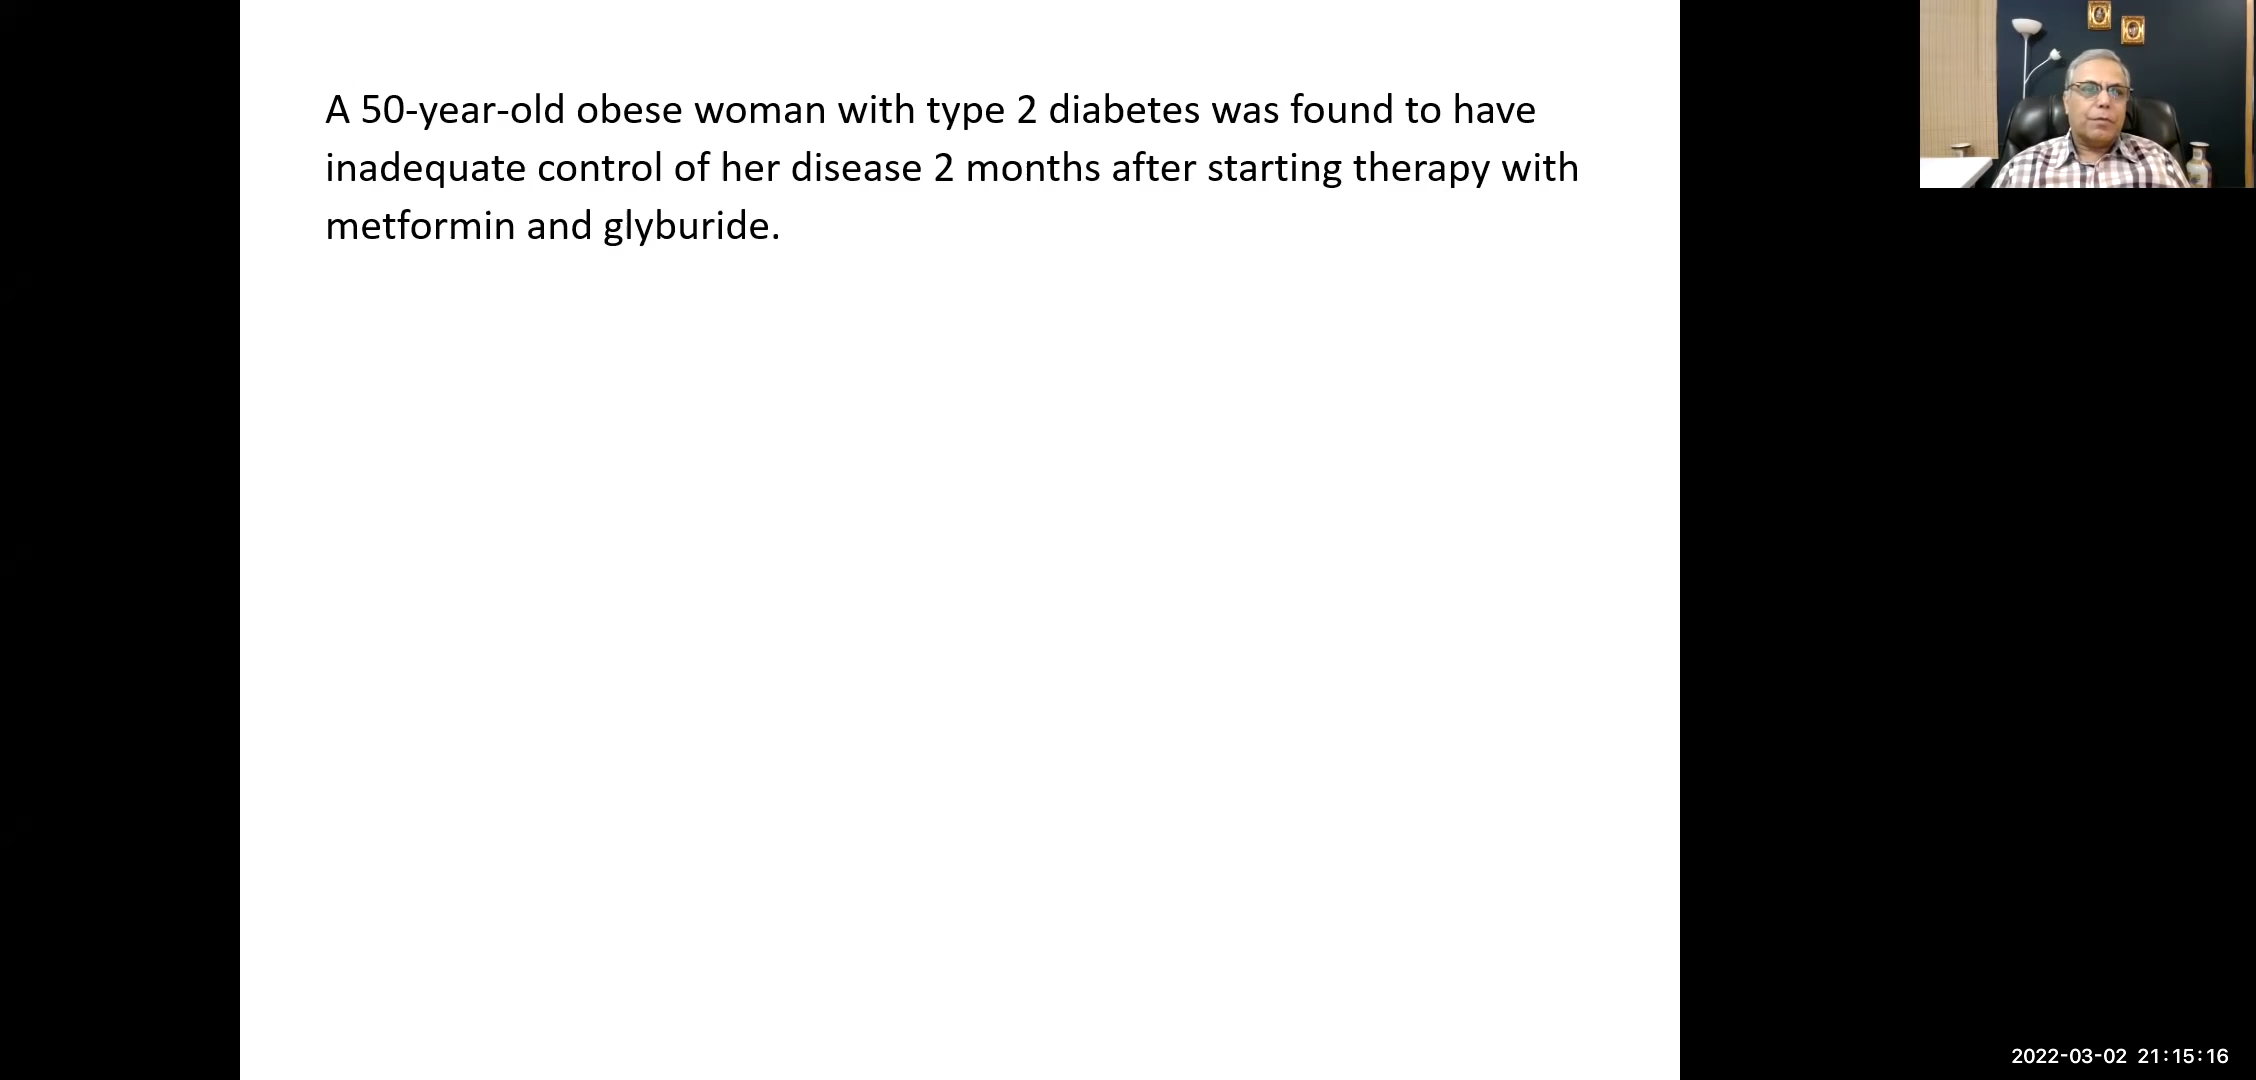 A 50-year-old obese woman with type 2 diabetes was found to have
inadequate control of her disease 2 months after starting therapy with
metformin and glyburide.
2022-03-02 21:15:16